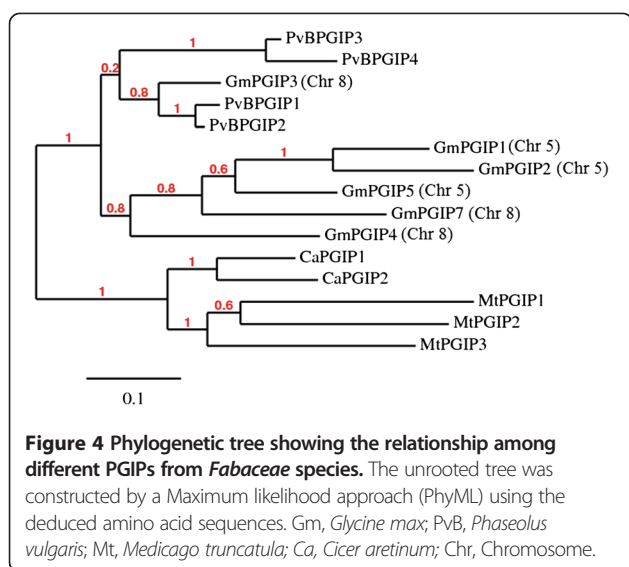 1
PvBPGIP3
PvBPGIP4
0.2
GmPGIP3 (Chr 8)
0.8
1
PvBPGIP1
PvBPGIP2
1
GmPGIP1 (Chr 5)
1
GmPGIP2 (Chr 5)
0.6
GmPGIP5 (Chr 5)
0.8
GmPGIP7 (Chr 8)
0.8
GmPGIP4 (Chr 8)
CaPGIP1
1
CaPGIP2
1
MtPGIP1
0.6
MtPGIP2
1
MtPGIP3
0.1
Figure 4 Phylogenetic tree showing the relationship among
different PGIPs from Fabaceae species. The unrooted tree was
constructed by a Maximum likelihood approach (PhyML) using the
deduced amino acid sequences. Gm, Glycine max; PvB, Phaseolus
vulgaris; Mt, Medicago truncatula; Ca, Cicer aretinum; Chr, Chromosome.